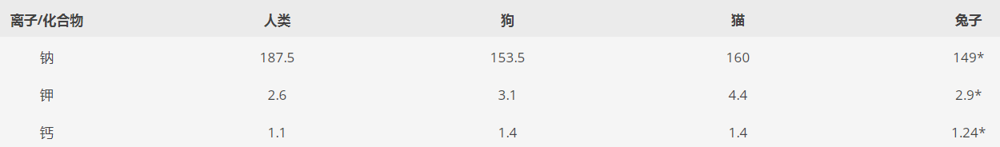 离子/化合物 人类 狗 猫 兔子
钠 187.5 153.5 160 149*
钾 2.6 3.1 4.4 2.9*
钙 1.1 1.4 1.4 1.24*